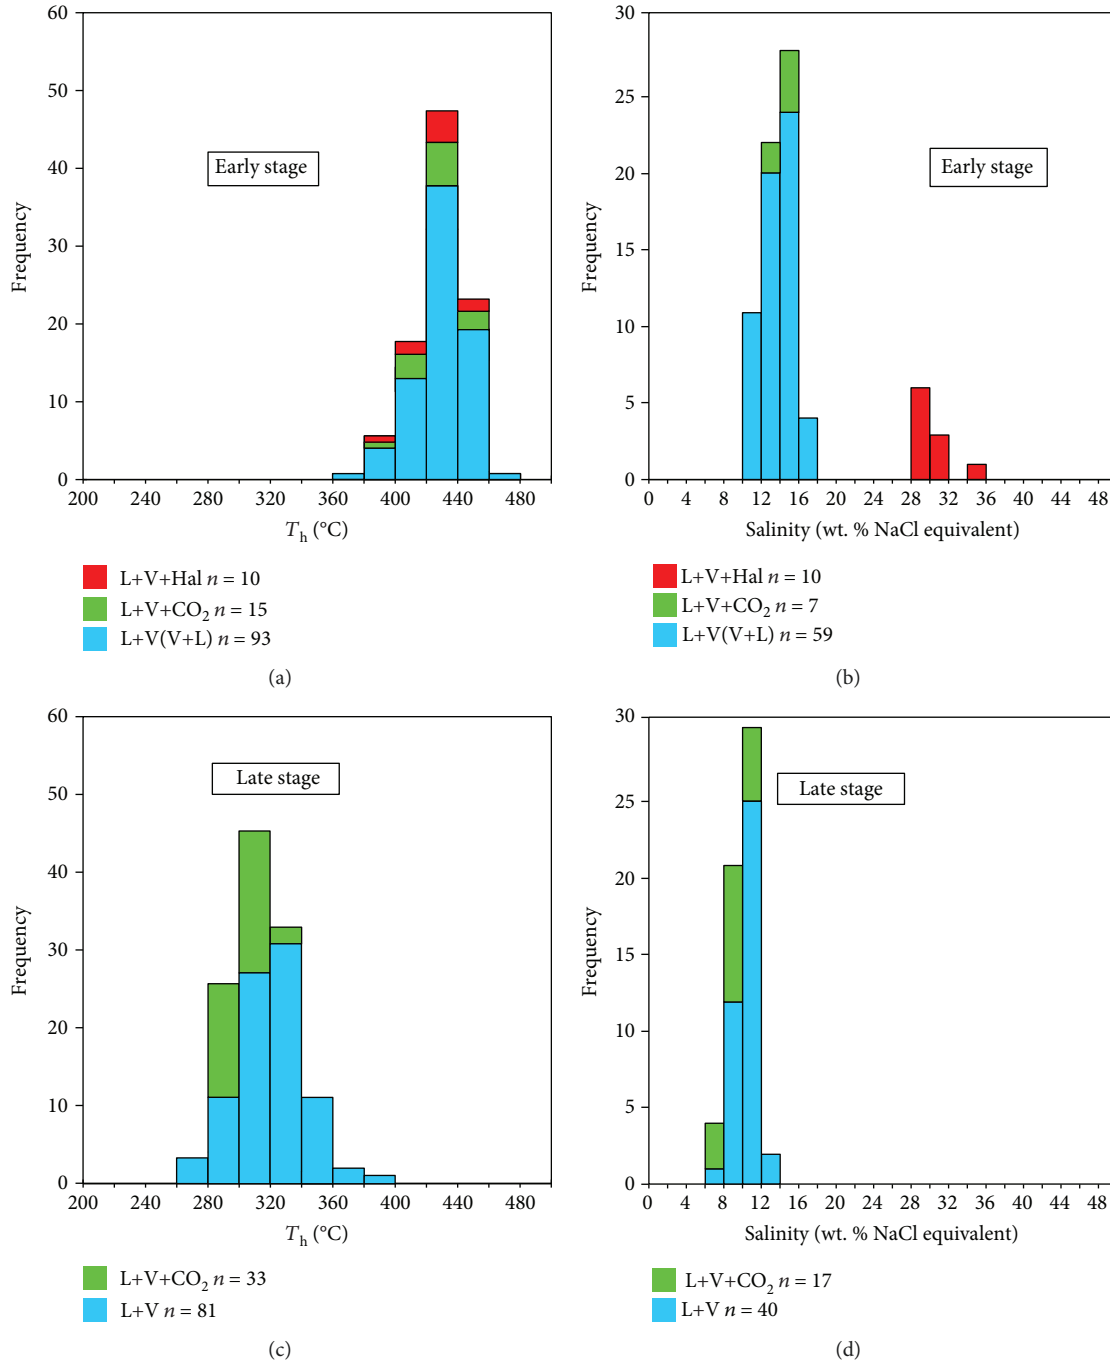 60
50
40
30
20
10
0
Frequency
Early stage
200 240 280 320 360 400 440 480
Th (°C)
L+V+Hal n = 10
L+V+CO2 n = 15
L+V(V+L) n = 93
(a)
30
25
20
15
10
5
0
Frequency
Early stage
0 4 8 12 16 20 24 28 32 36 40 44 48
Salinity (wt. % NaCl equivalent)
L+V+Hal n = 10
L+V+CO2 n = 7
L+V(V+L) n = 59
(b)
60
50
40
30
20
10
0
Frequency
Late stage
200 240 280 320 360 400 440 480
Th (°C)
L+V+CO2 n = 33
L+V n = 81
(c)
30
25
20
15
10
5
0
Frequency
Late stage
0 4 8 12 16 20 24 28 32 36 40 44 48
Salinity (wt. % NaCl equivalent)
L+V+CO2 n = 17
L+V n = 40
(d)